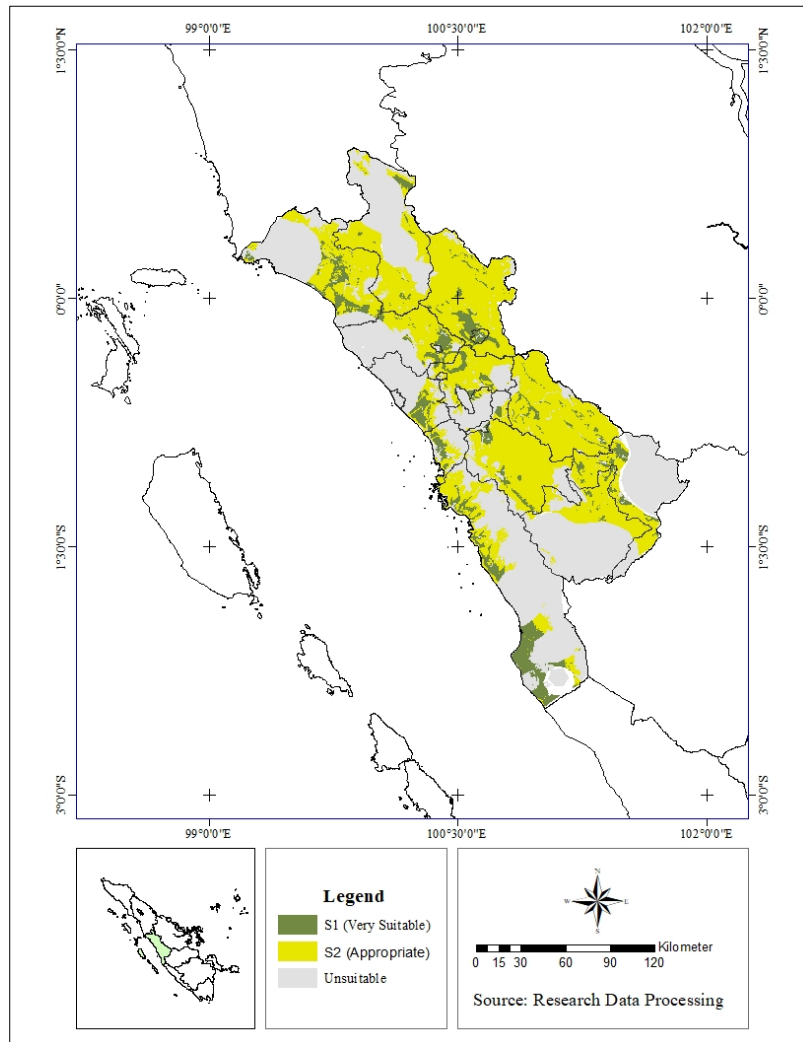 99°0'0"E 100°30'0"E 102°0'0"E
1°30'0"N 1°30'0"N
0°0'0" 0°0'0"
1°30'0"S 1°30'0"S
3°0'0"S 3°0'0"S
99°0'0"E 100°30'0"E 102°0'0"E
Legend
S1 (Very Suitable)
S2 (Appropriate)
Unsuitable
N
W E
S
Kilometer
0 15 30 60 90 120
Source: Research Data Processing